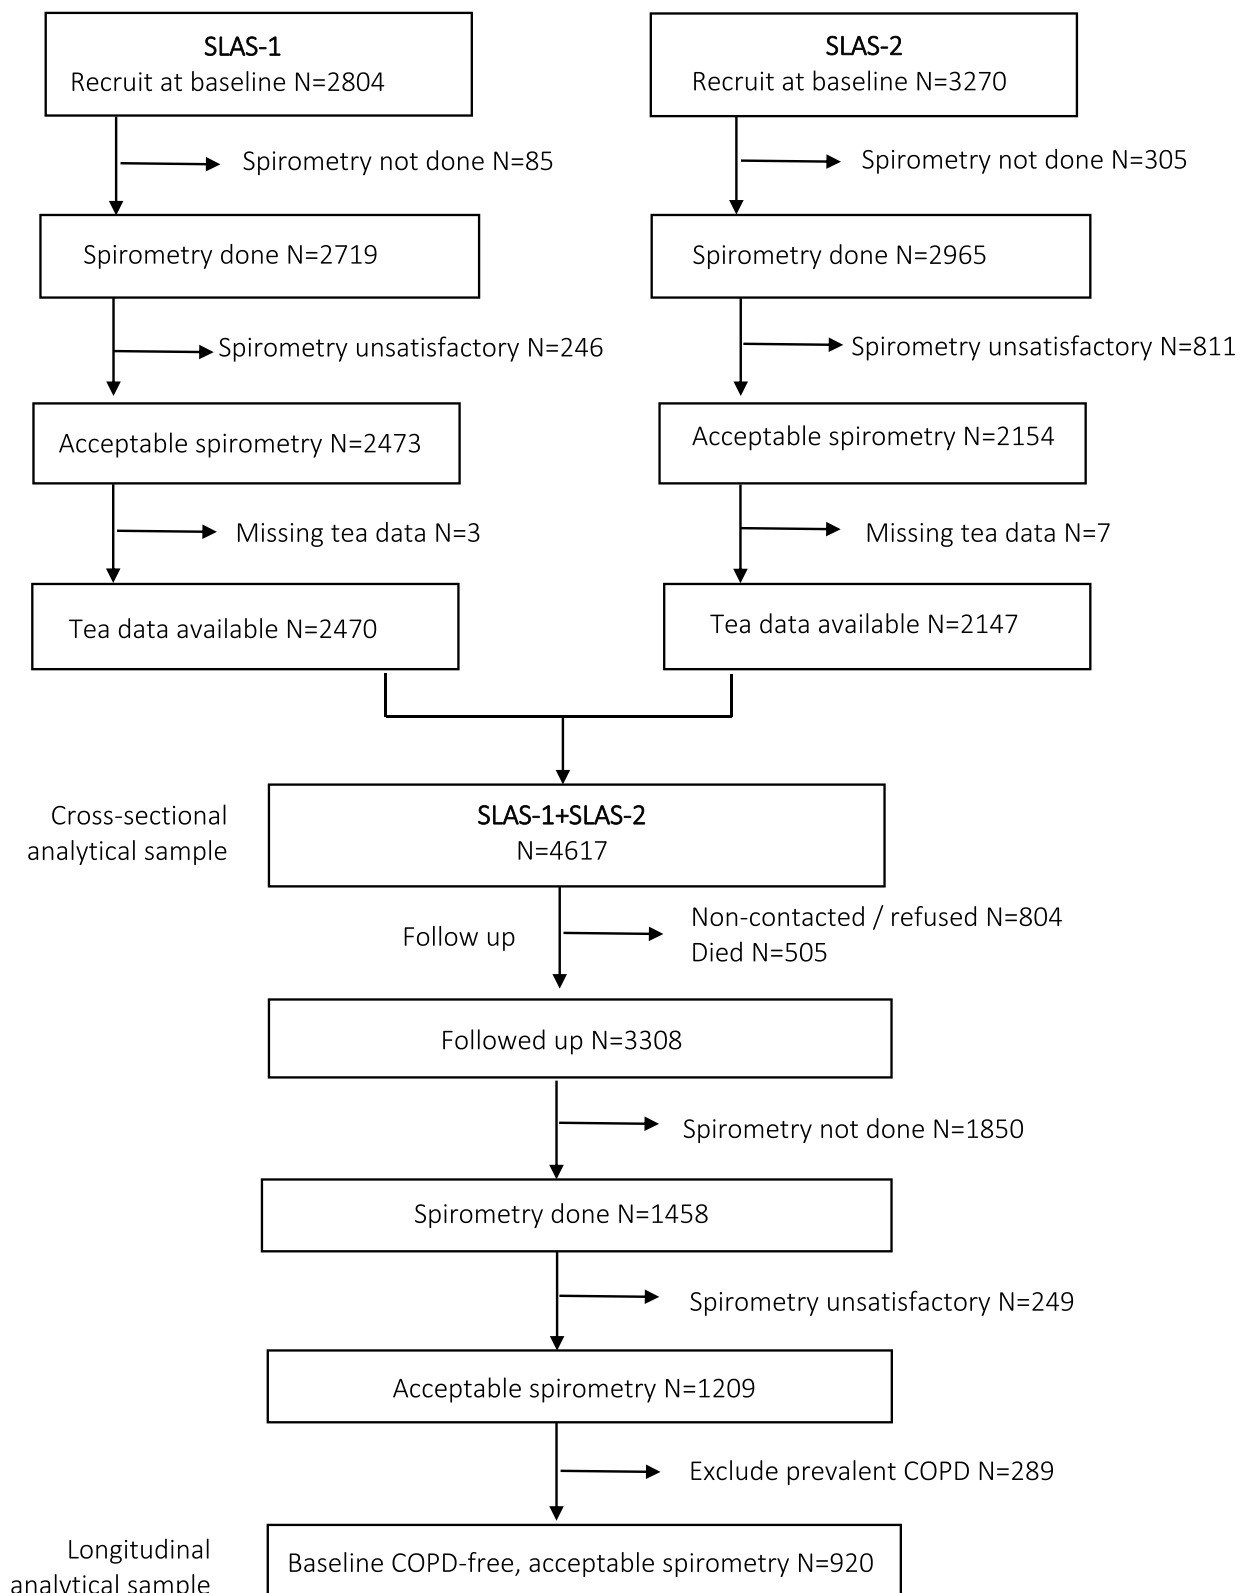 SLAS-1
Recruit at baseline N=2804
SLAS-2
Recruit at baseline N=3270
Spirometry not done N=85
Spirometry not done N=305
Spirometry done N=2719
Spirometry done N=2965
Spirometry unsatisfactory N=246
Spirometry unsatisfactory N=811
Acceptable spirometry N=2473
Acceptable spirometry N=2154
Missing tea data N=3
Missing tea data N=7
Tea data available N=2470
Tea data available N=2147
Cross-sectional
analytical sample
SLAS-1+SLAS-2
N=4617
Follow up
Non-contacted / refused N=804
Died N=505
Followed up N=3308
Spirometry not done N=1850
Spirometry done N=1458
Spirometry unsatisfactory N=249
Acceptable spirometry N=1209
Exclude prevalent COPD N=289
Longitudinal
analytical sample
Baseline COPD-free, acceptable spirometry N=920